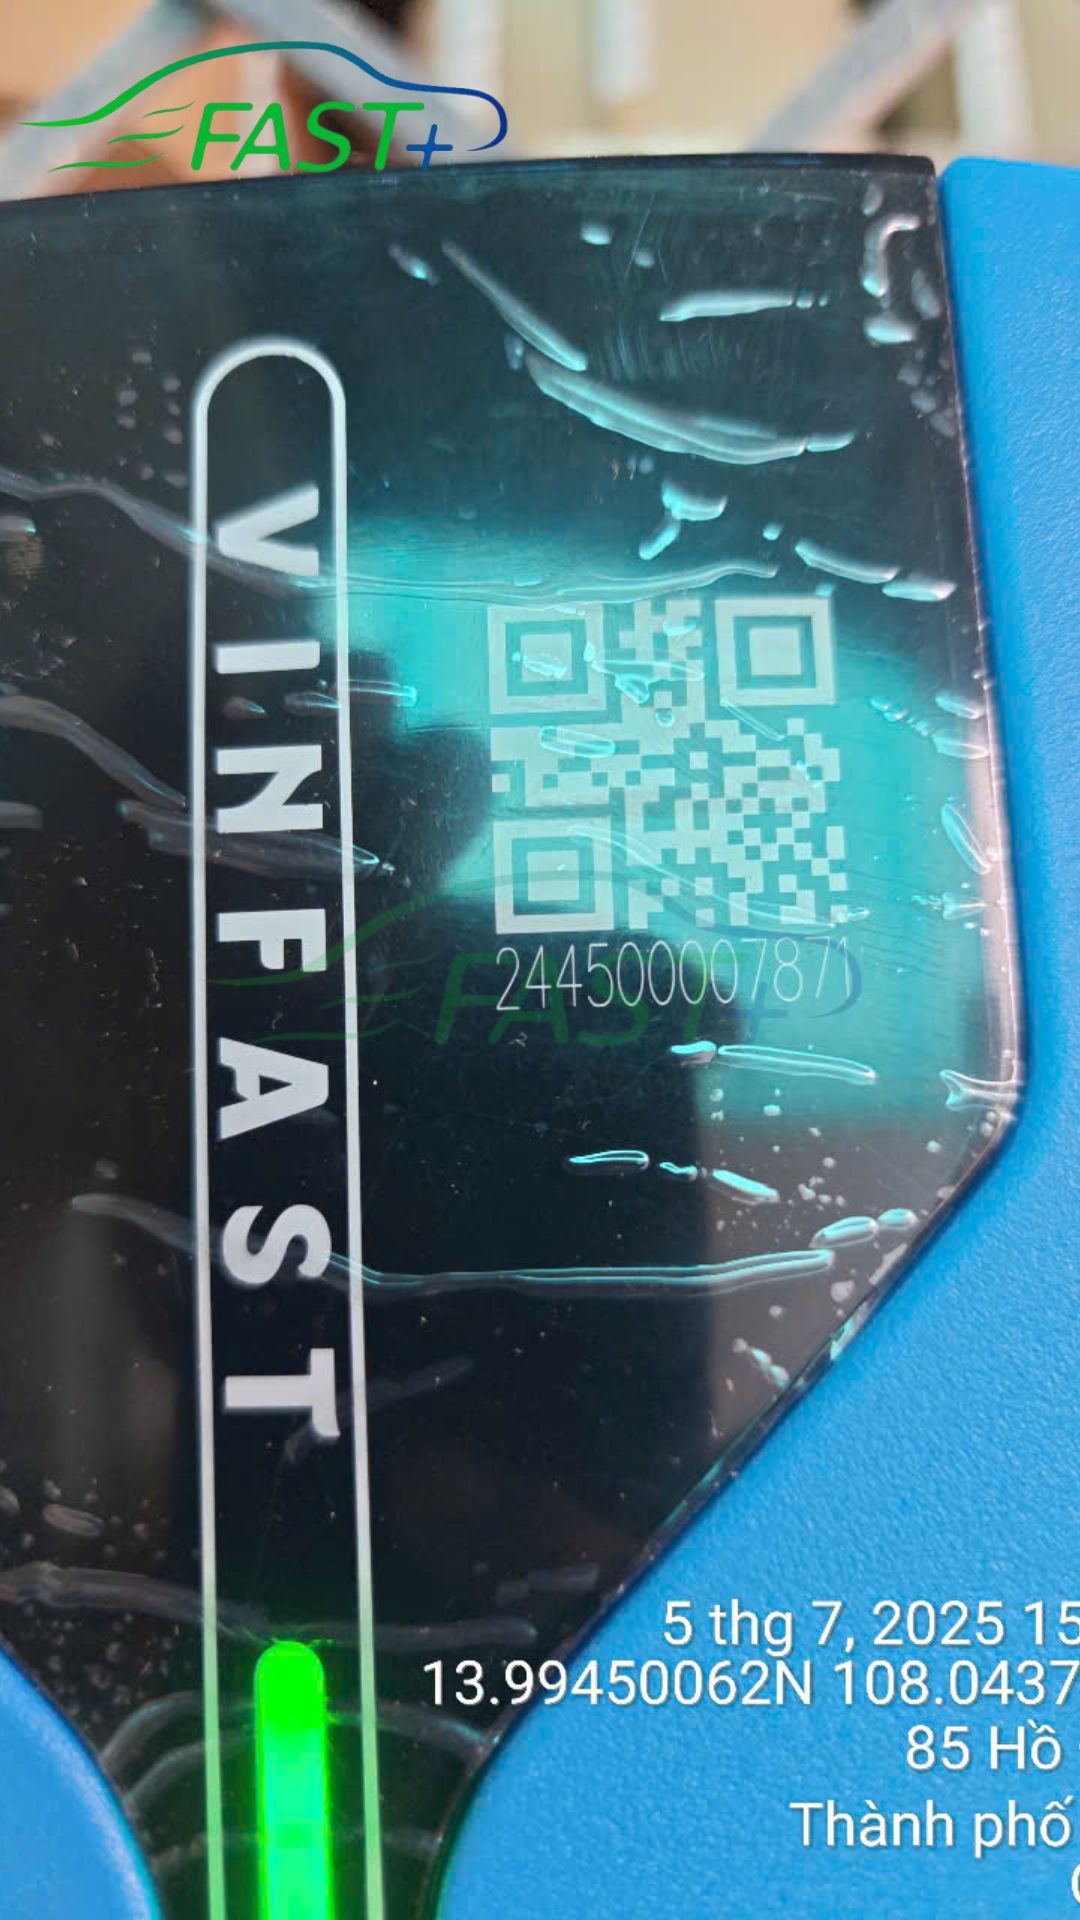 FAST+
VINFAST
244500007871
FAST+
5 thg 7, 2025 15
13.99450062N 108.0437
85 Hồ
Thành phố